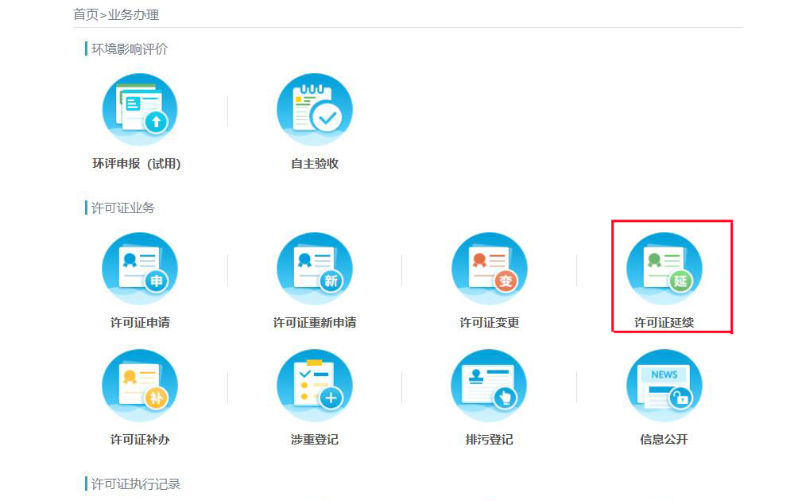 首页>业务办理
环境影响评价
环评申报（试用）
自主验收
许可证业务
申
新
变
延
许可证申请
许可证重新申请
许可证变更
许可证延续
补
NEWS
许可证补办
涉重登记
排污登记
信息公开
许可证执行记录